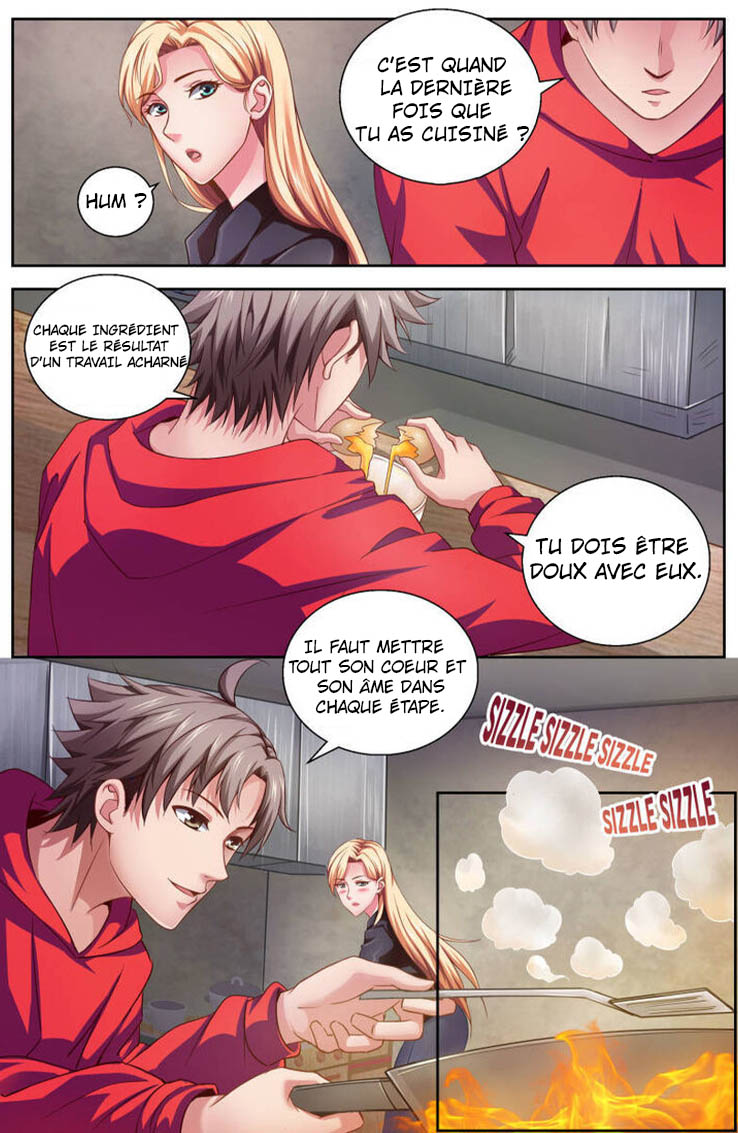 C'EST QUAND
LA DERNIÈRE
FOIS QUE
TU AS CUISINÉ ?
HUM ?
CHAQUE INGRÉDIENT
EST LE RÉSULTAT
D'UN TRAVAIL ACHARNÉ
TU DOIS ÊTRE
DOUX AVEC EUX.
IL FAUT METTRE
TOUT SON COEUR ET
SON ÂME DANS
CHAQUE ÉTAPE.
SIZZLE SIZZLE SIZZLE
SIZZLE SIZZLE